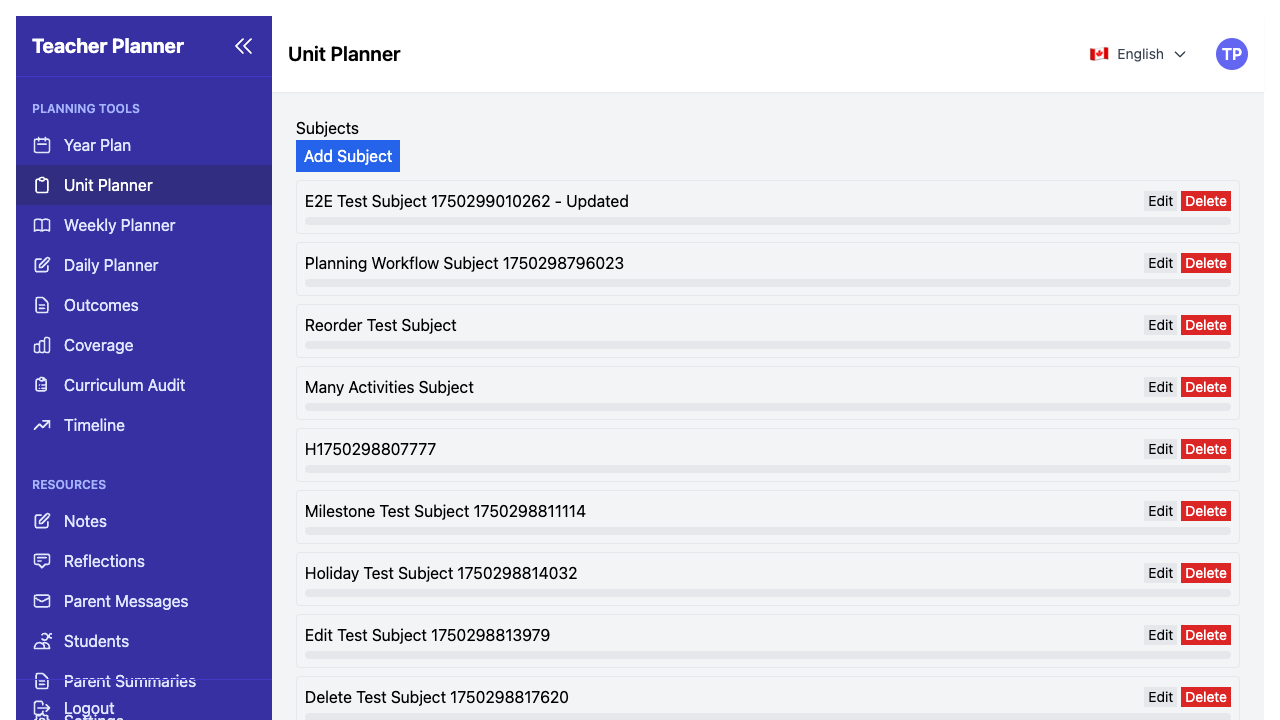 Teacher Planner
PLANNING TOOLS
Year Plan
Unit Planner
Weekly Planner
Daily Planner
Outcomes
Coverage
Curriculum Audit
Timeline
RESOURCES
Notes
Reflections
Parent Messages
Students
Parent Summaries
Logout
Settings
Unit Planner
English
TP
Subjects
Add Subject
E2E Test Subject 1750299010262 - Updated Edit Delete
Planning Workflow Subject 1750298796023 Edit Delete
Reorder Test Subject Edit Delete
Many Activities Subject Edit Delete
H1750298807777 Edit Delete
Milestone Test Subject 1750298811114 Edit Delete
Holiday Test Subject 1750298814032 Edit Delete
Edit Test Subject 1750298813979 Edit Delete
Delete Test Subject 1750298817620 Edit Delete